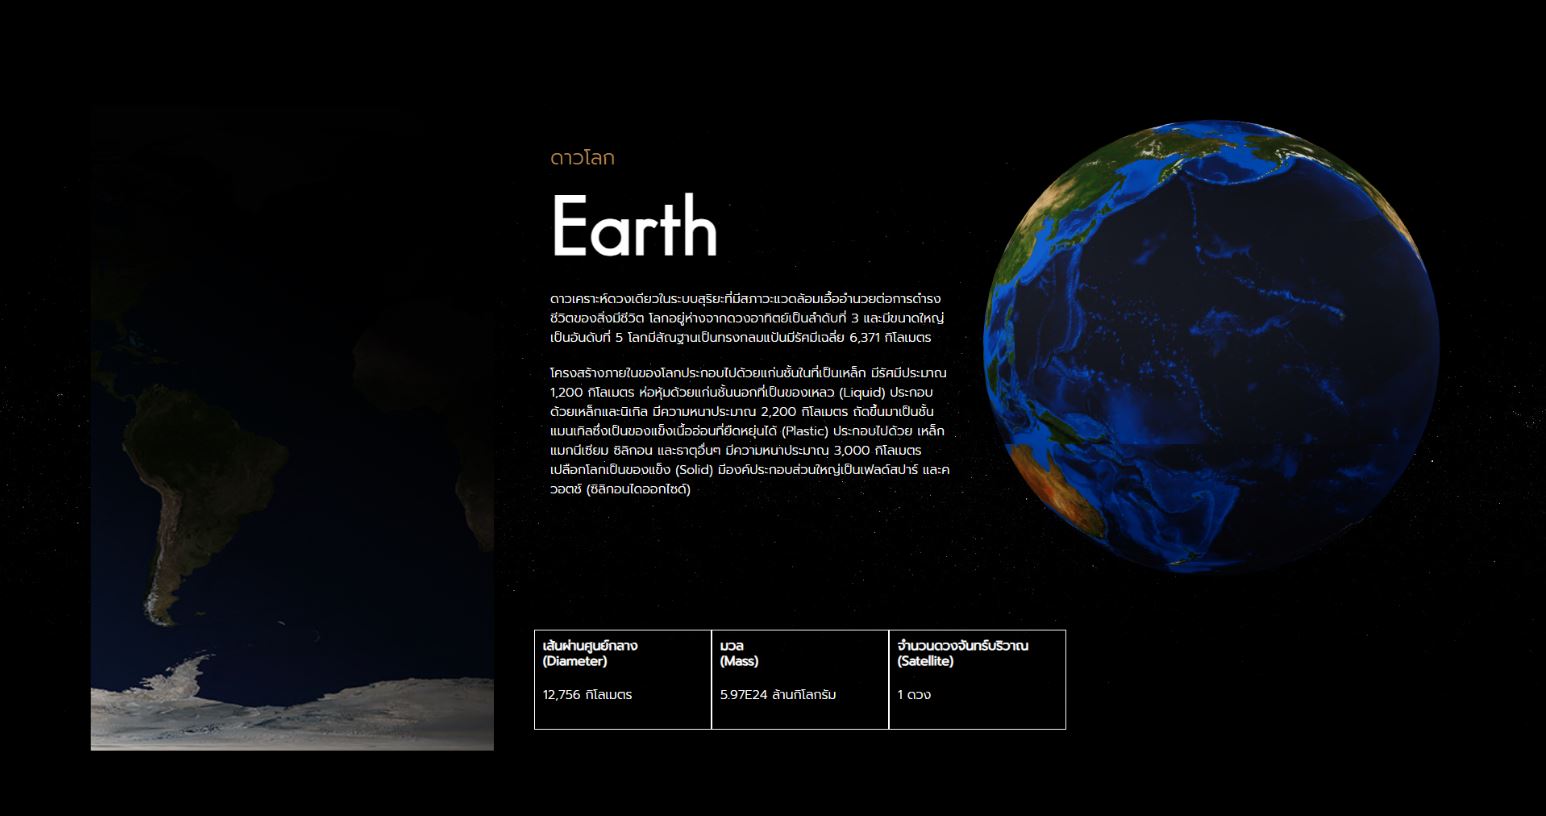 ดาวโลก
Earth
ดาวเคราะห์ดวงเดียวในระบบสุริยะที่มีสภาวะแวดล้อมเอื้ออำนวยต่อการดำรง
ชีวิตของสิ่งมีชีวิต โลกอยู่ห่างจากดวงอาทิตย์เป็นลำดับที่ 3 และมีขนาดใหญ่
เป็นอันดับที่ 5 โลกมีสัณฐานเป็นทรงกลมแป้นมีรัศมีเฉลี่ย 6,371 กิโลเมตร
โครงสร้างภายในของโลกประกอบไปด้วยแก่นชั้นในที่เป็นเหล็ก มีรัศมีประมาณ
1,200 กิโลเมตร ห่อหุ้มด้วยแก่นชั้นนอกที่เป็นของเหลว (Liquid) ประกอบ
ด้วยเหล็กและนิเกิล มีความหนาประมาณ 2,200 กิโลเมตร ถัดขึ้นมาเป็นชั้น
แมนเทิลซึ่งเป็นของแข็งเนื้ออ่อนที่ยืดหยุ่นได้ (Plastic) ประกอบไปด้วย เหล็ก
แมกนีเซียม ซิลิกอน และธาตุอื่นๆ มีความหนาประมาณ 3,000 กิโลเมตร
เปลือกโลกเป็นของแข็ง (Solid) มีองค์ประกอบส่วนใหญ่เป็นเฟลด์สปาร์ และค
วอตซ์ (ซิลิกอนไดออกไซด์)
เส้นผ่านศูนย์กลาง
(Diameter)
12,756 กิโลเมตร
มวล
(Mass)
5.97E24 ล้านกิโลกรัม
จำนวนดวงจันทร์บริวาณ
(Satellite)
1 ดวง